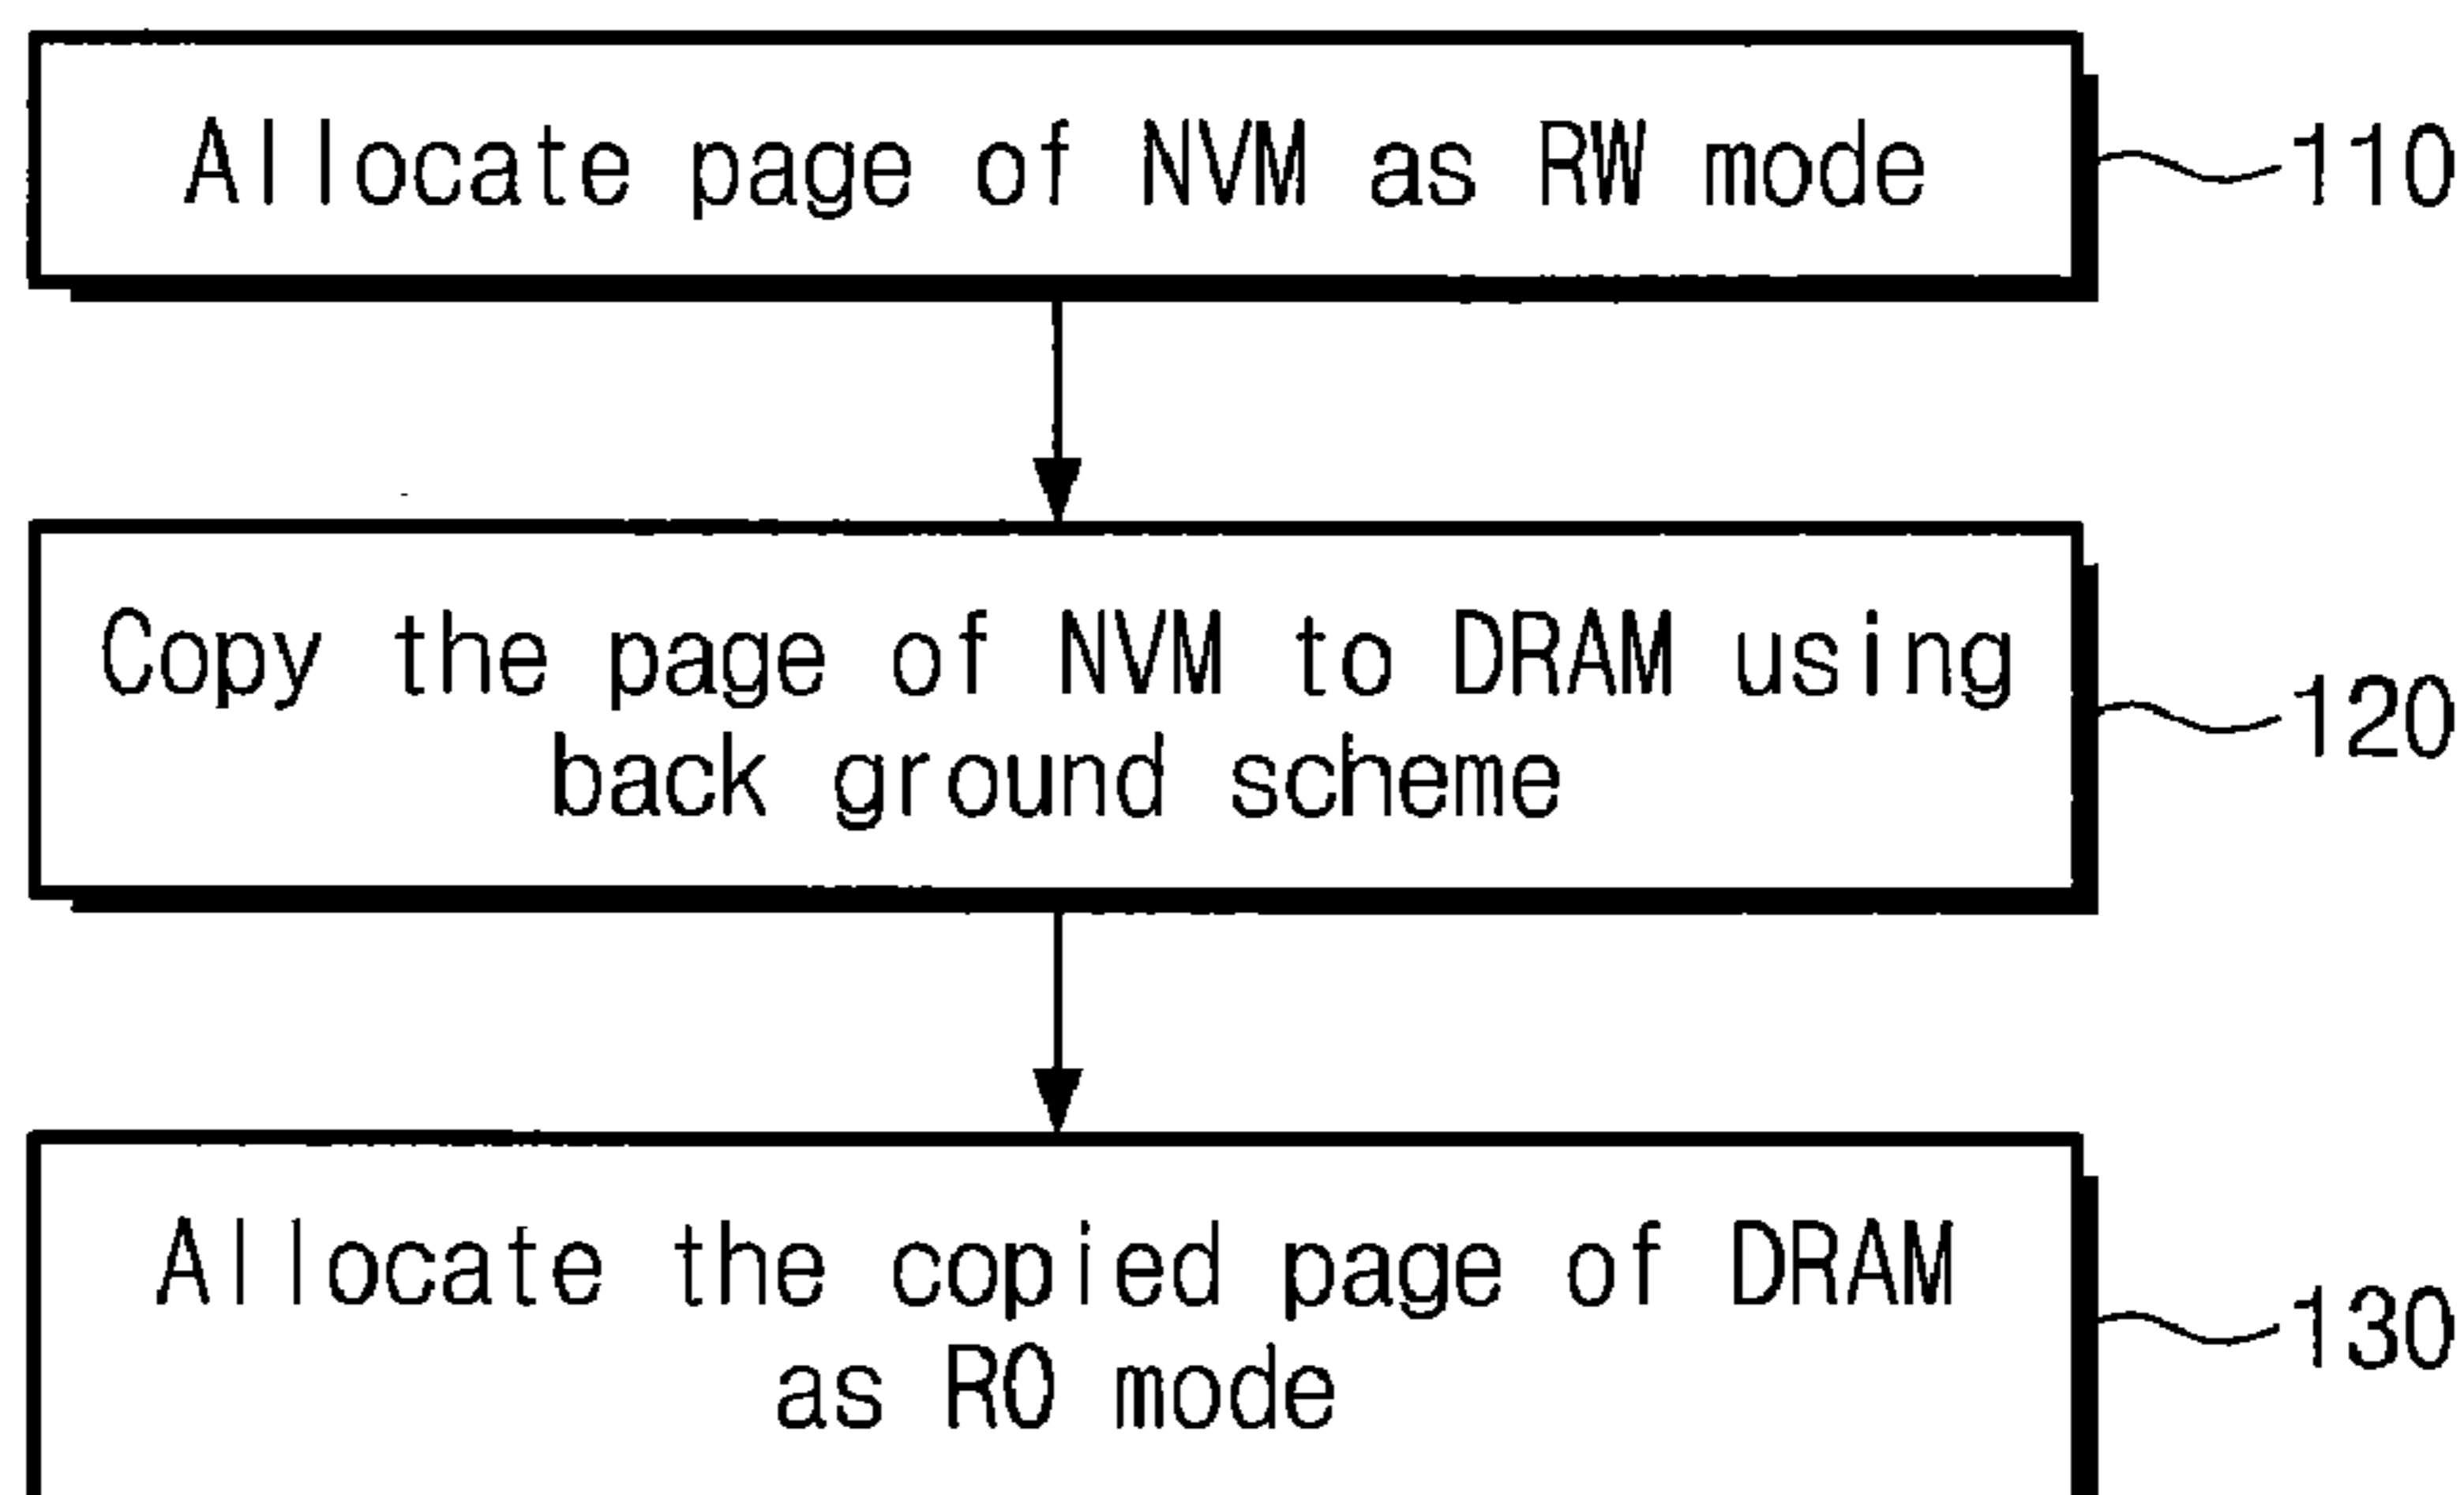 Allocate page of NVM as RW mode
110
Copy the page of NVM to DRAM using
back ground scheme
120
Allocate the copied page of DRAM
as RO mode
130